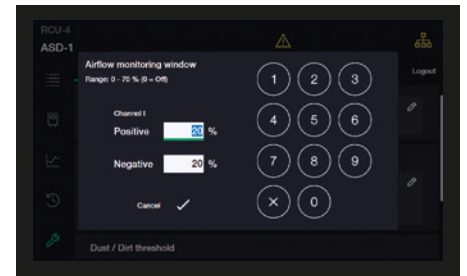 RCU-4
ASD-1
Logout
Airflow monitoring window
Range: 0 - 70 % (0 = Off)
Channel I
Positive 20 %
Negative 20 %
Cancel
1 2 3
4 5 6
7 8 9
× 0
Dust / Dirt threshold